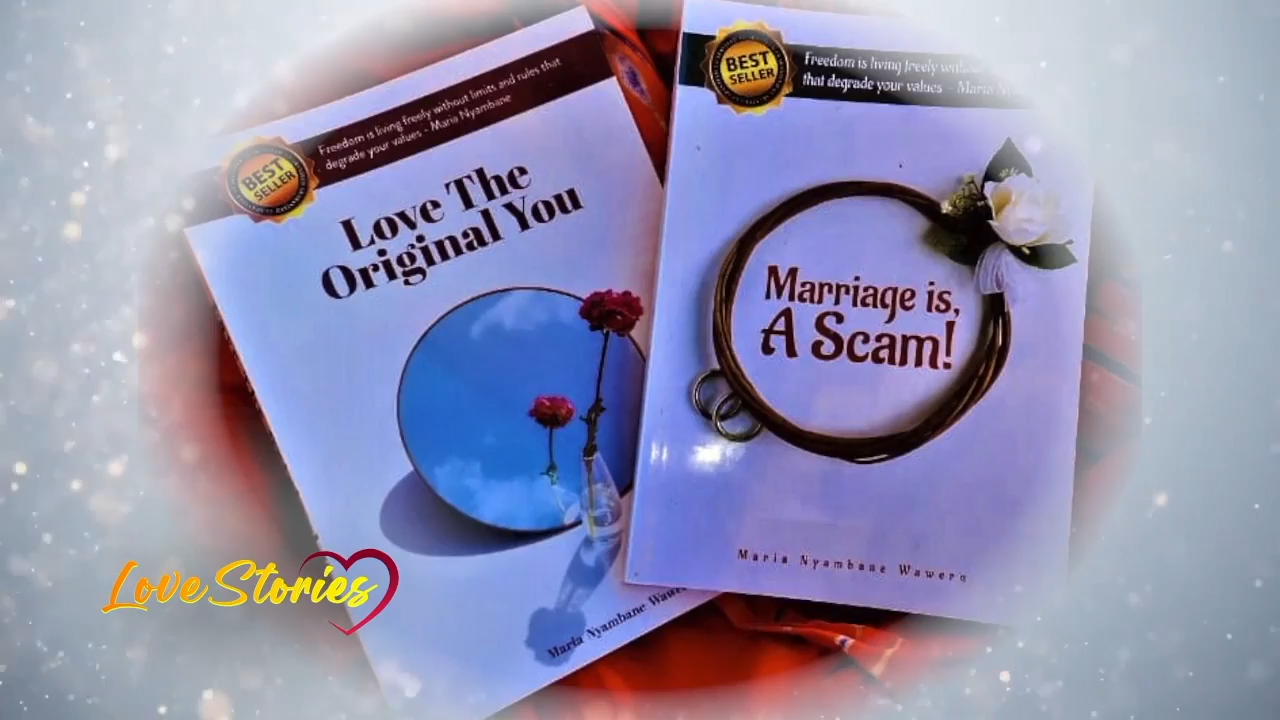 BEST
SELLER
Freedom is living freely without limits and rules that
degrade your values - Maria Nyambane
Love The
Original You
Maria Nyambane
BEST
SELLER
Freedom is living freely
that degrade your values - Maria
Marriage is,
A Scam!
Maria Nyambane Wawero
Love Stories